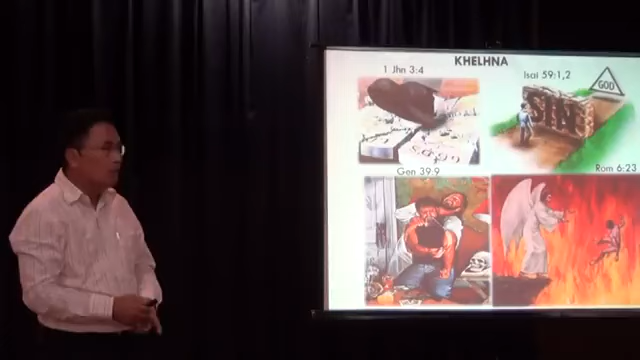 KHELHNA
1 Jhn 3:4
Isai 59:1,2
GOD
SIN
Gen 39:9
Rom 6:23